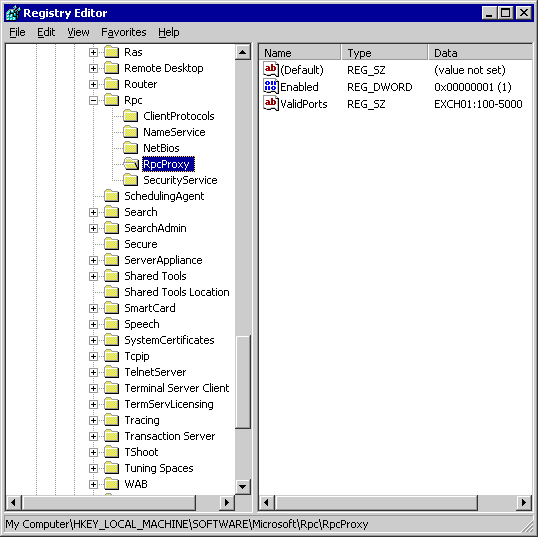 Registry Editor
File Edit View Favorites Help
Ras
Remote Desktop
Router
Rpc
ClientProtocols
NameService
NetBios
RpcProxy
SecurityService
SchedulingAgent
Search
SearchAdmin
Secure
ServerAppliance
Shared Tools
Shared Tools Location
SmartCard
Speech
SystemCertificates
Tcpip
TelnetServer
Terminal Server Client
TermServLicensing
Tracing
Transaction Server
TShoot
Tuning Spaces
WAB
Name Type Data
(Default) REG_SZ (value not set)
Enabled REG_DWORD 0x00000001 (1)
ValidPorts REG_SZ EXCH01:100-5000
My Computer\HKEY_LOCAL_MACHINE\SOFTWARE\Microsoft\Rpc\RpcProxy